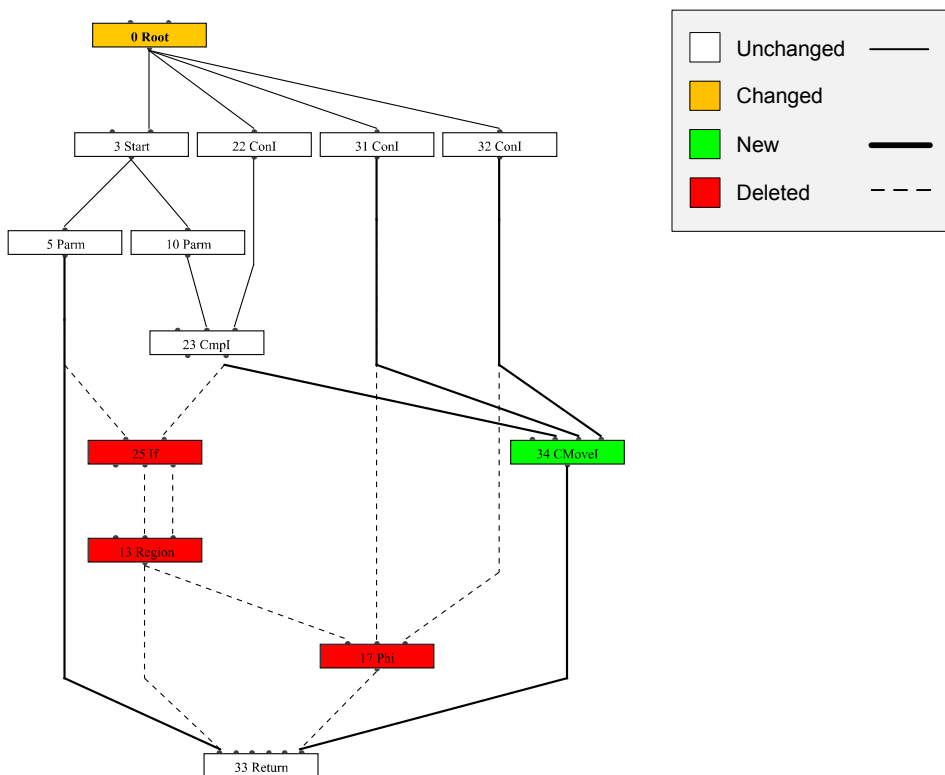 0 Root
Unchanged
Changed
New
Deleted
3 Start
22 ConI
31 ConI
32 ConI
5 Parm
10 Parm
23 CmpI
25 If
34 CMoveI
13 Region
17 Phi
33 Return